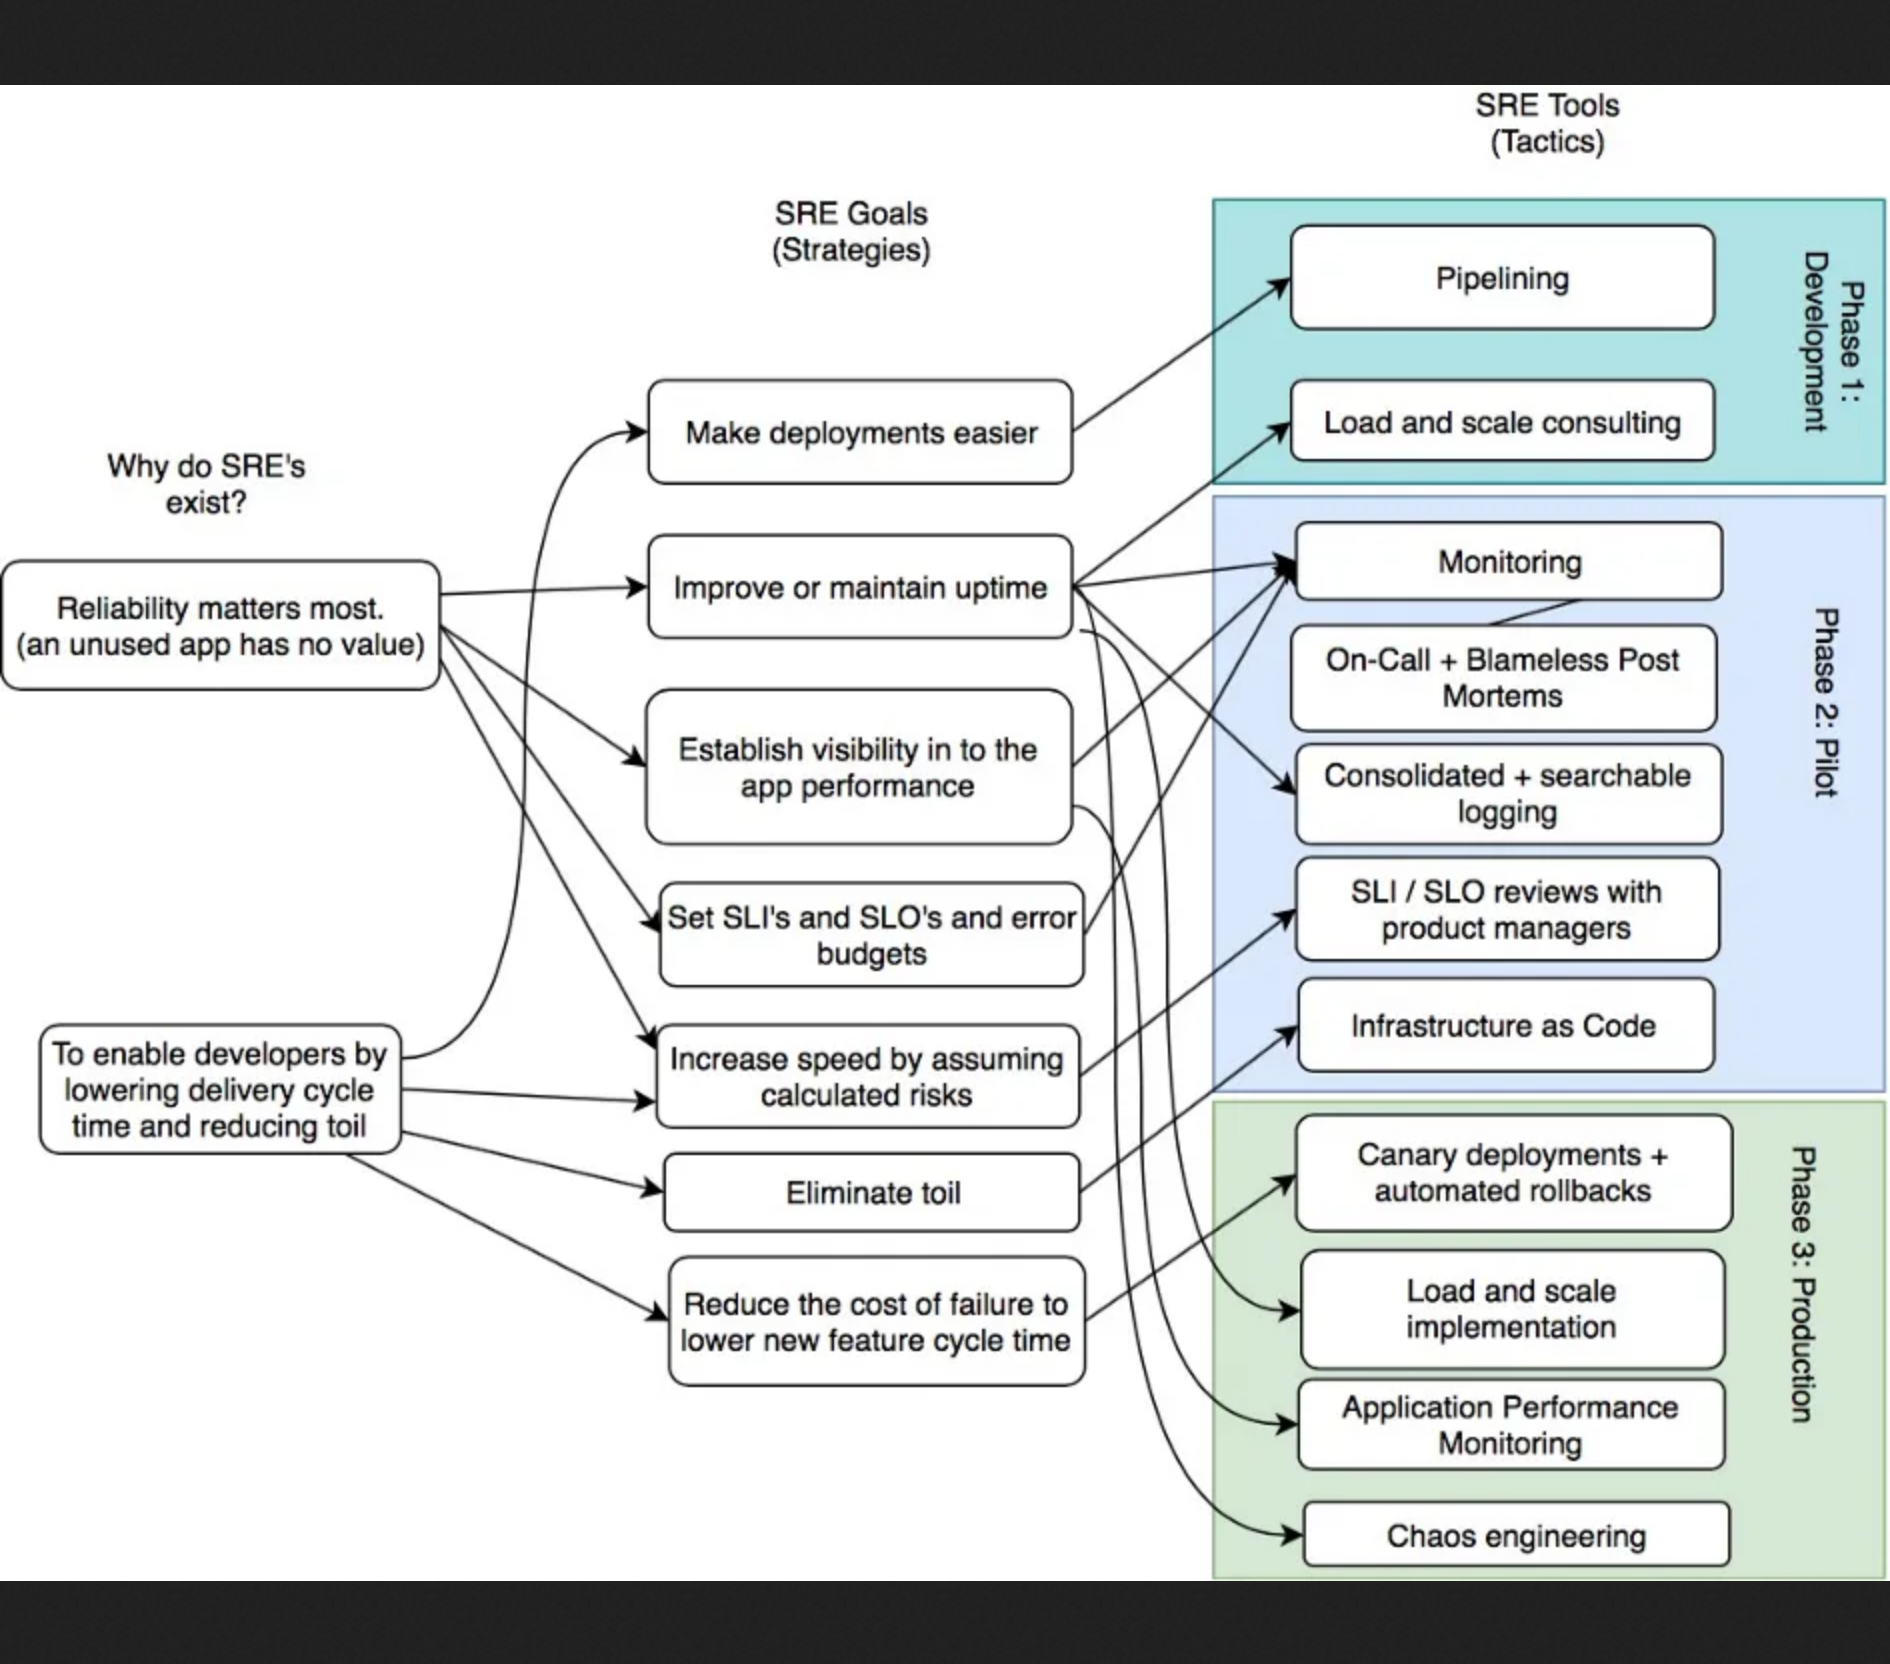 SRE Tools
(Tactics)
SRE Goals
(Strategies)
Why do SRE's
exist?
Reliability matters most.
(an unused app has no value)
To enable developers by
lowering delivery cycle
time and reducing toil
Make deployments easier
Improve or maintain uptime
Establish visibility in to the
app performance
Set SLI's and SLO's and error
budgets
Increase speed by assuming
calculated risks
Eliminate toil
Reduce the cost of failure to
lower new feature cycle time
Phase 1:
Development
Pipelining
Load and scale consulting
Phase 2: Pilot
Monitoring
On-Call + Blameless Post
Mortems
Consolidated + searchable
logging
SLI / SLO reviews with
product managers
Infrastructure as Code
Phase 3: Production
Canary deployments +
automated rollbacks
Load and scale
implementation
Application Performance
Monitoring
Chaos engineering